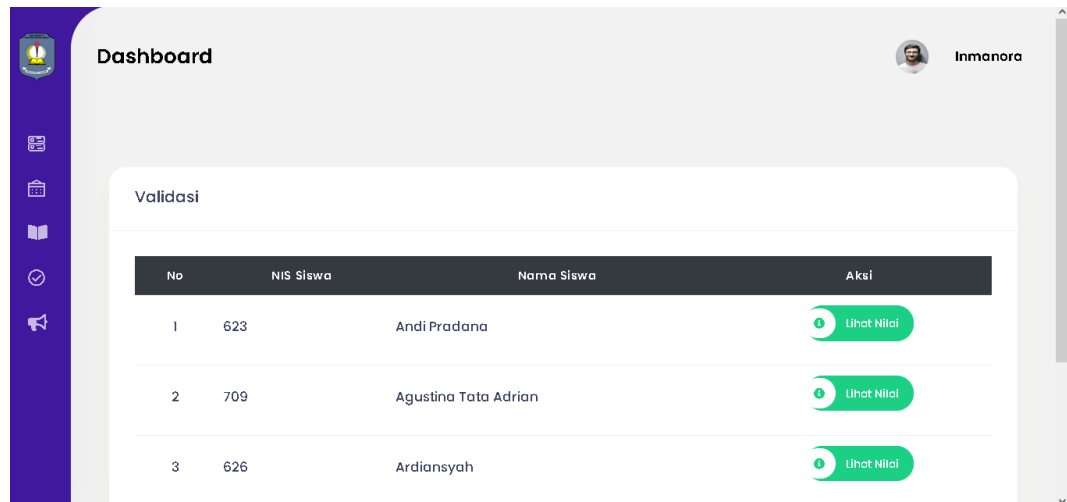 Dashboard
Inmanora
Validasi
No NIS Siswa Nama Siswa Aksi
1 623 Andi Pradana Lihat Nilai
2 709 Agustina Tata Adrian Lihat Nilai
3 626 Ardiansyah Lihat Nilai